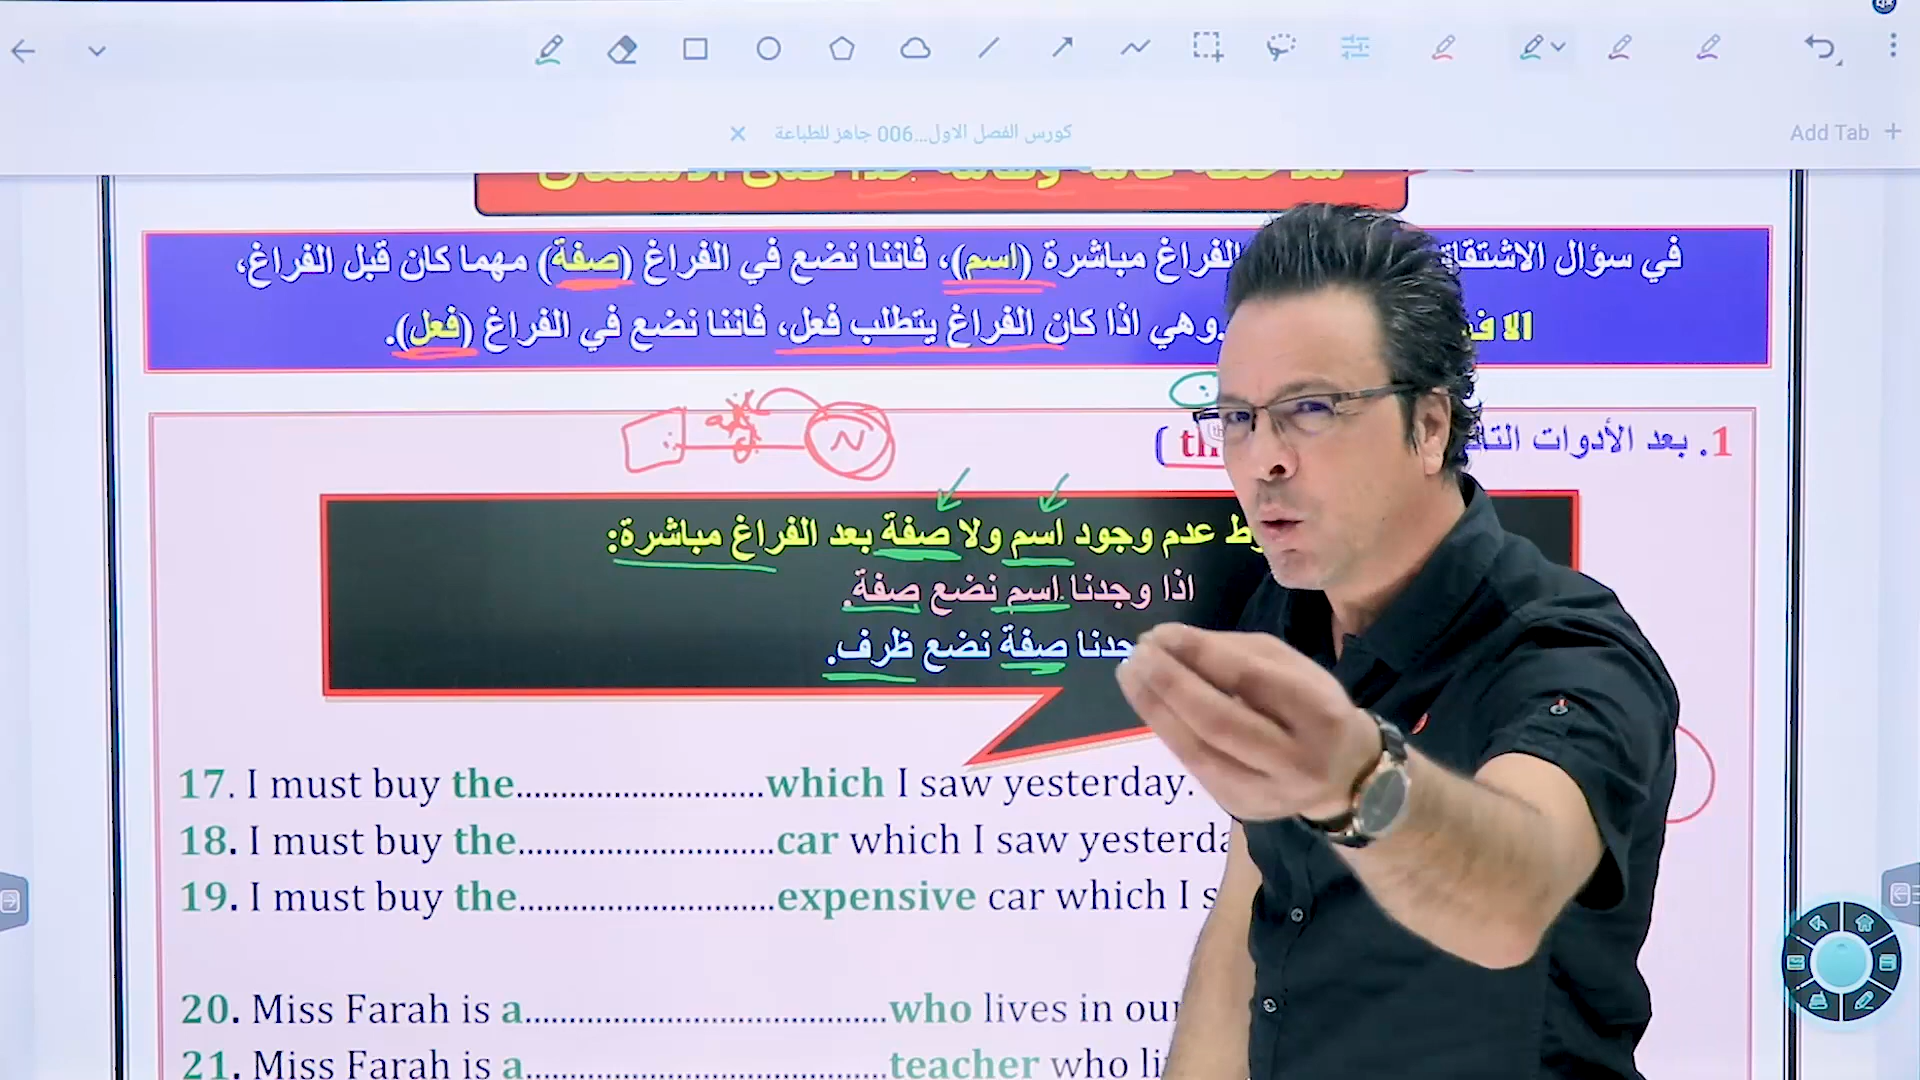 كورس الفصل الاول...006 جاهز للطباعة
Add Tab
في سؤال الاشتقاق الفراغ مباشرة (اسم)، فاننا نضع في الفراغ (صفة) مهما كان قبل الفراغ،
الا وهي اذا كان الفراغ يتطلب فعل، فاننا نضع في الفراغ (فعل).
N
1. بعد الأدوات (
عدم وجود اسم ولا صفة بعد الفراغ مباشرة:
اذا وجدنا اسم نضع صفة.
صفة نضع ظرف.
17. I must buy the............................which I saw yesterday.
18. I must buy the.............................car which I saw
19. I must buy the.............................expensive car which I
20. Miss Farah is a.........................................who lives in
21. Miss Farah is a.........................................teacher who